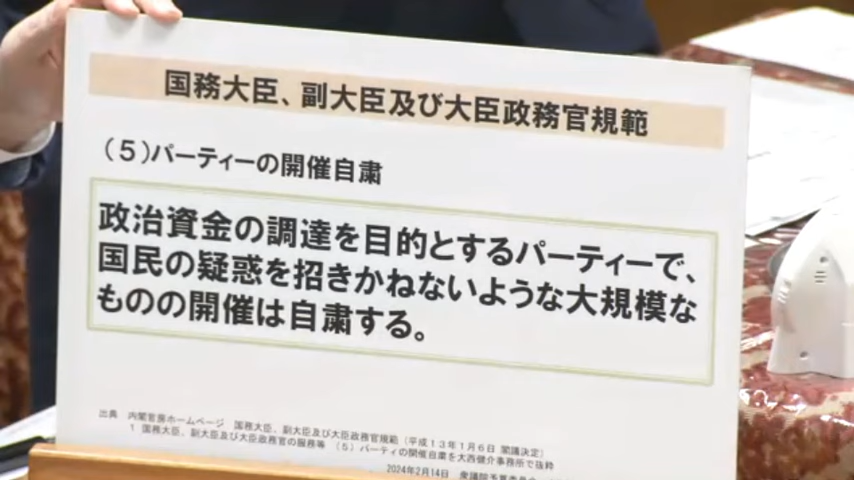 国務大臣、副大臣及び大臣政務官規範
（５）パーティーの開催自粛
政治資金の調達を目的とするパーティーで、
国民の疑惑を招きかねないような大規模な
ものの開催は自粛する。
出典 内閣官房ホームページ 国務大臣、副大臣及び大臣政務官規範（平成１３年１月６日 閣議決定）
１ 国務大臣、副大臣及び大臣政務官の服務等 （５）パーティの開催自粛を大西健介事務所で抜粋
2024年2月14日 衆議院予算委員会